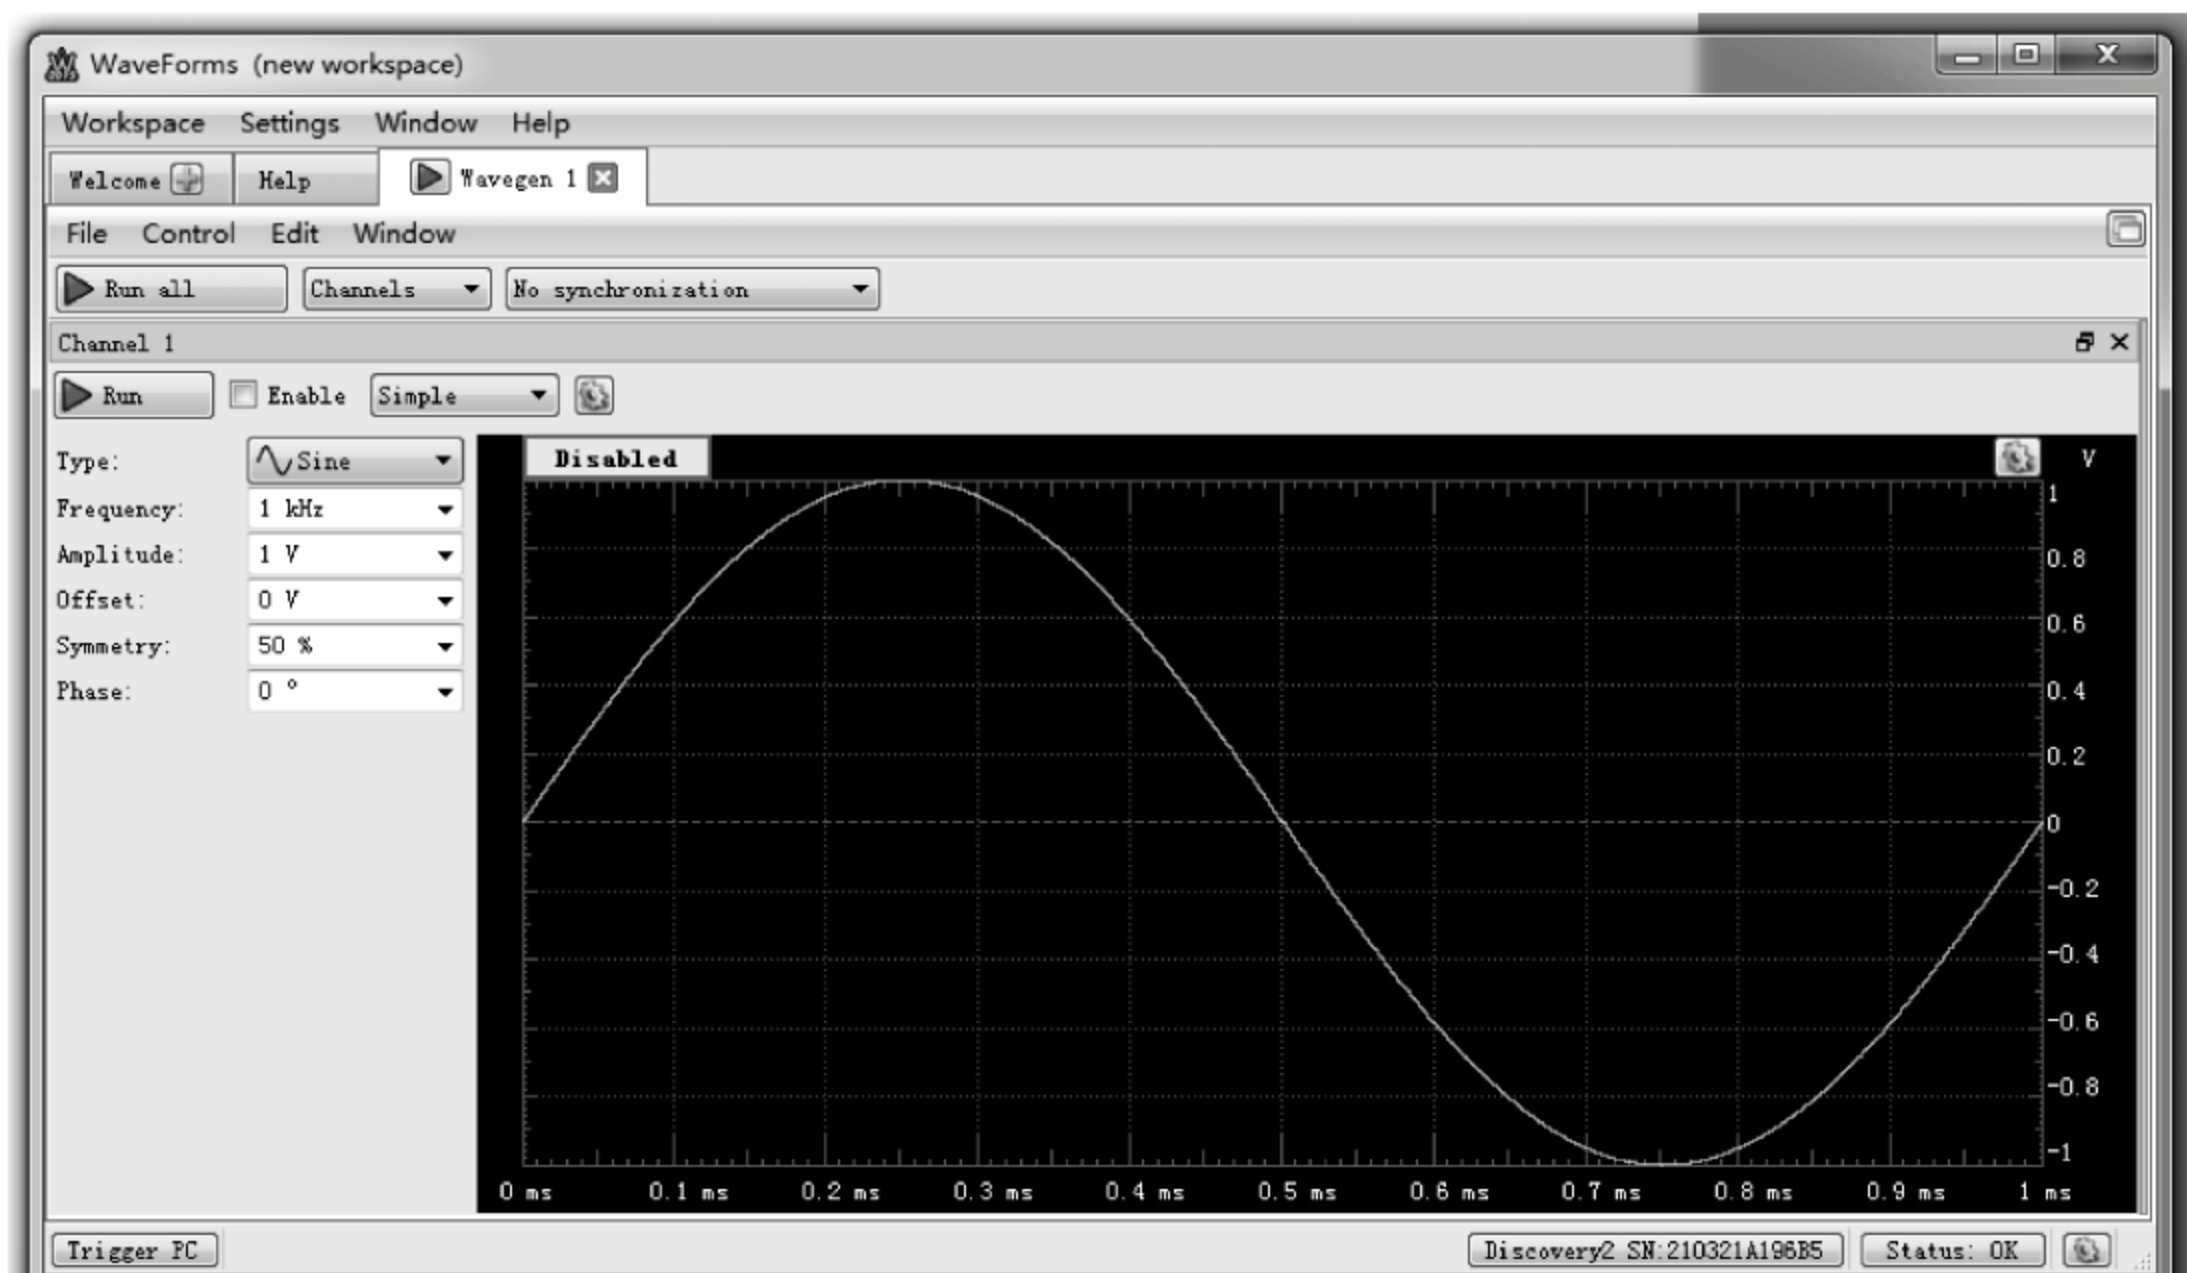 WaveForms (new workspace)
Workspace Settings Window Help
Welcome Help Wavegen 1
File Control Edit Window
Run all Channels No synchronization
Channel 1
Run Enable Simple
Type: Sine
Frequency: 1 kHz
Amplitude: 1 V
Offset: 0 V
Symmetry: 50 %
Phase: 0 °
Disabled V
1
0.8
0.6
0.4
0.2
0
-0.2
-0.4
-0.6
-0.8
-1
0 ms 0.1 ms 0.2 ms 0.3 ms 0.4 ms 0.5 ms 0.6 ms 0.7 ms 0.8 ms 0.9 ms 1 ms
Trigger PC Discovery2 SN:210321A196B5 Status: OK